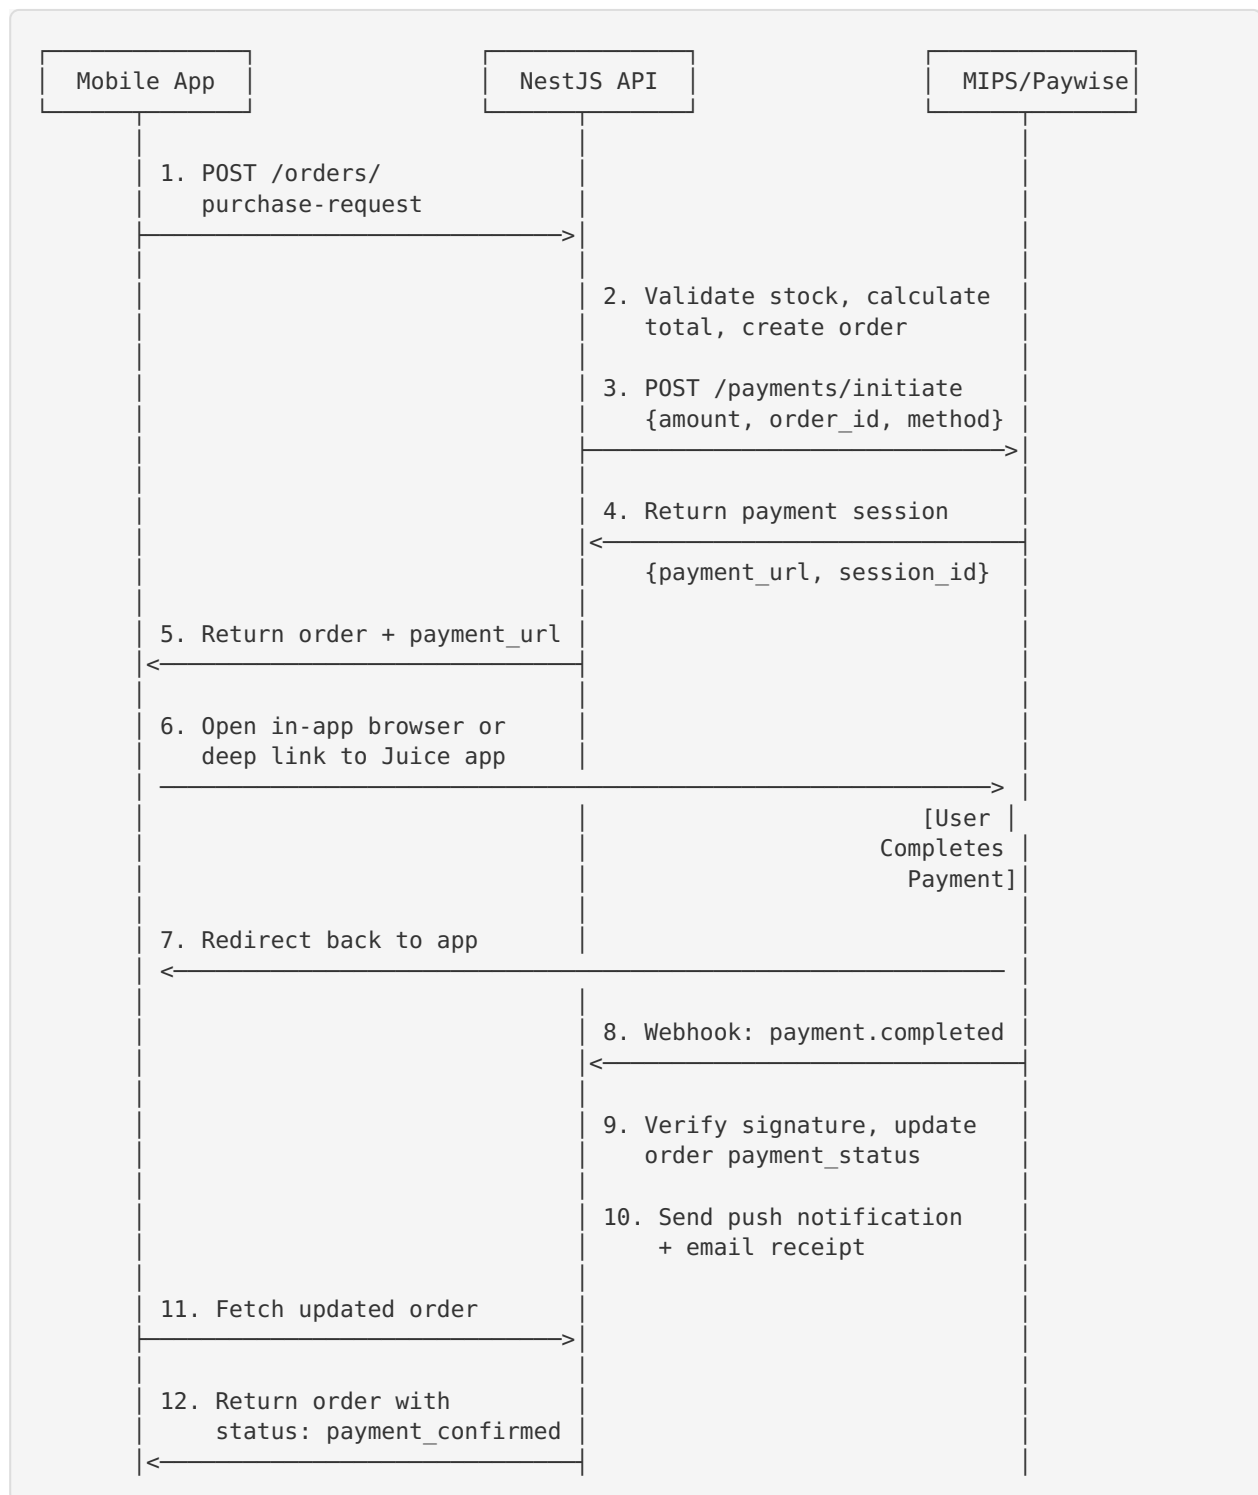 Mobile App
NestJS API
MIPS/Paywise
1. POST /orders/
purchase-request
2. Validate stock, calculate
total, create order
3. POST /payments/initiate
{amount, order_id, method}
4. Return payment session
{payment_url, session_id}
5. Return order + payment_url
6. Open in-app browser or
deep link to Juice app
[User
Completes
Payment]
7. Redirect back to app
8. Webhook: payment.completed
9. Verify signature, update
order payment_status
10. Send push notification
+ email receipt
11. Fetch updated order
12. Return order with
status: payment_confirmed